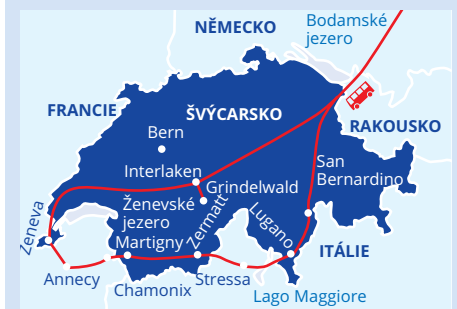 Bodamské
jezero
NĚMECKO
FRANCIE
ŠVÝCARSKO
RAKOUSKO
Bern
San
Bernardino
Interlaken
Grindelwald
Ženevské
jezero
Zermatt
Lugano
Ženeva
Martigny
ITÁLIE
Annecy
Chamonix
Stressa
Lago Maggiore